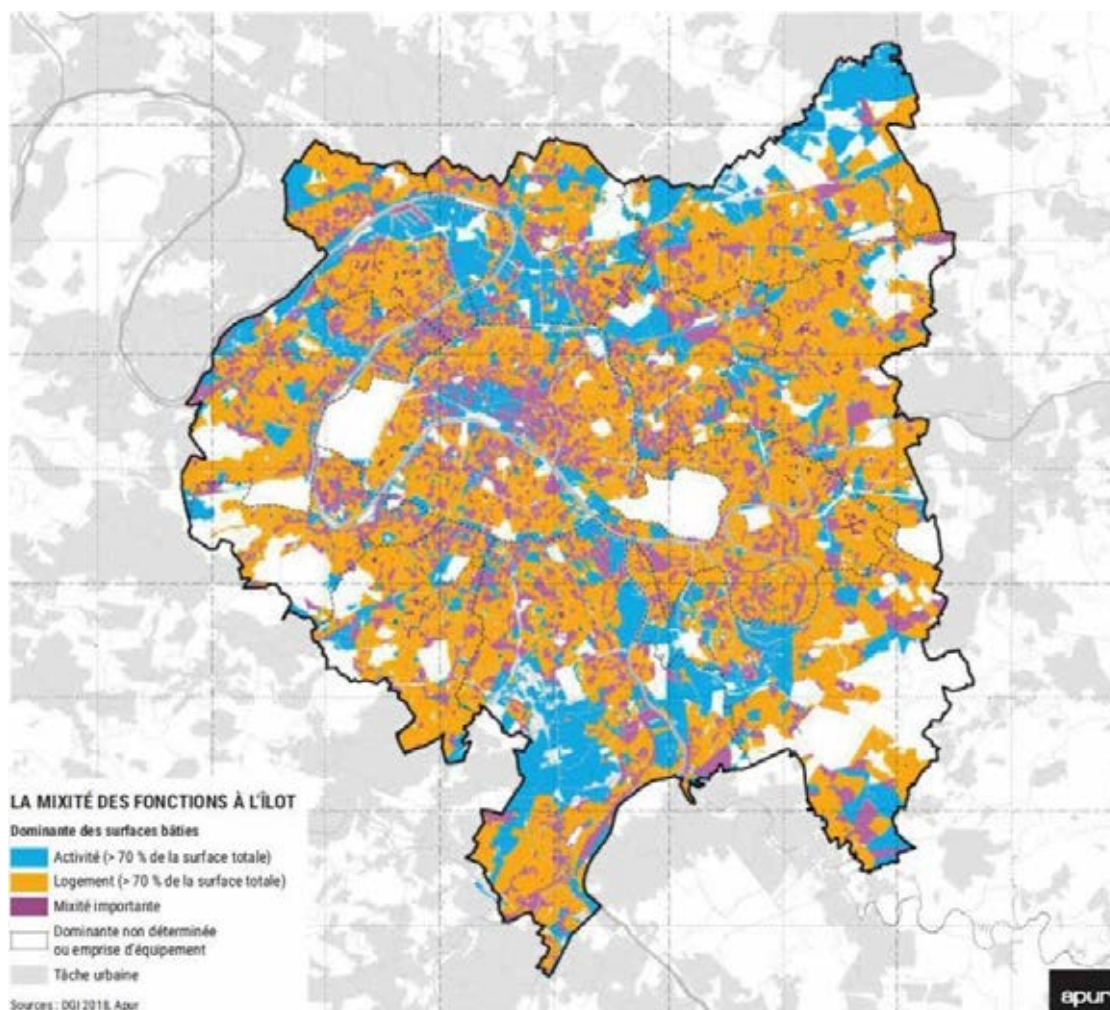 LA MIXITÉ DES FONCTIONS À L'ÎLOT
Dominante des surfaces bâties
Activité (> 70 % de la surface totale)
Logement (> 70 % de la surface totale)
Mixité importante
Dominante non déterminée
ou emprise d'équipement
Tâche urbaine
Sources : DGI 2018, Apur
apur